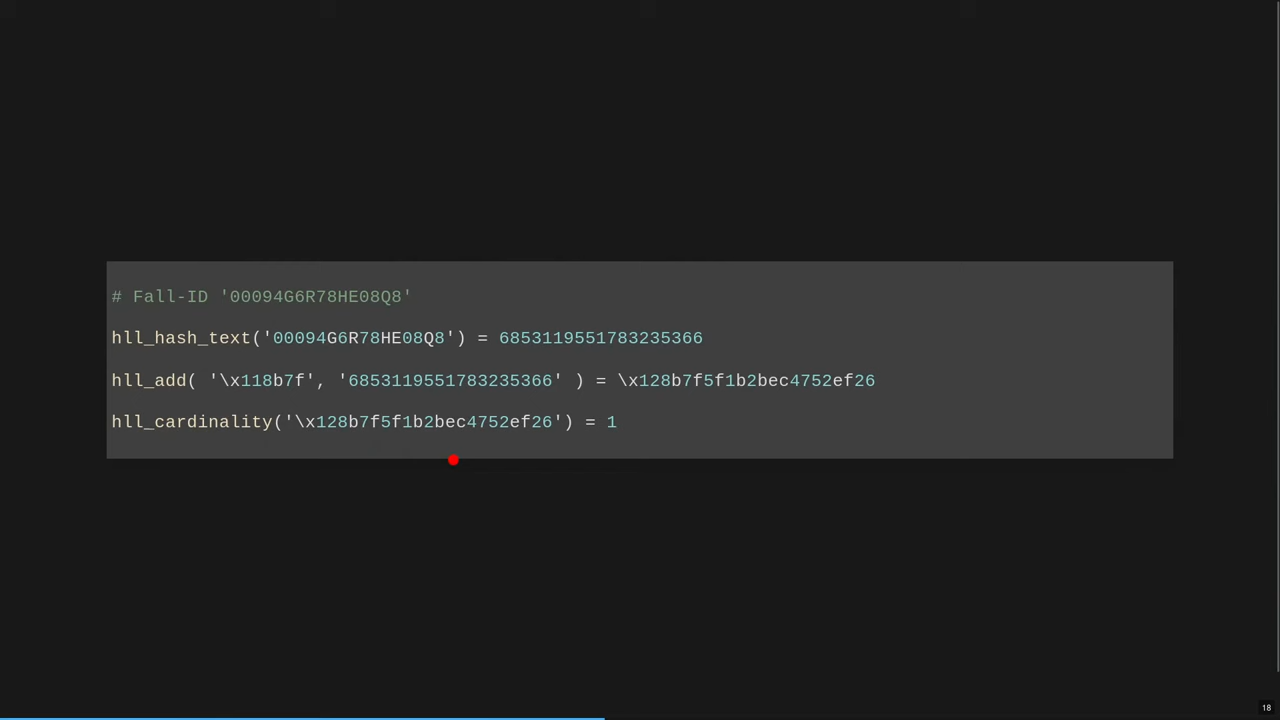 # Fall-ID '00094G6R78HE08Q8'
hll_hash_text('00094G6R78HE08Q8') = 6853119551783235366
hll_add( '\x118b7f', '6853119551783235366' ) = \x128b7f5f1b2bec4752ef26
hll_cardinality('\x128b7f5f1b2bec4752ef26') = 1
18